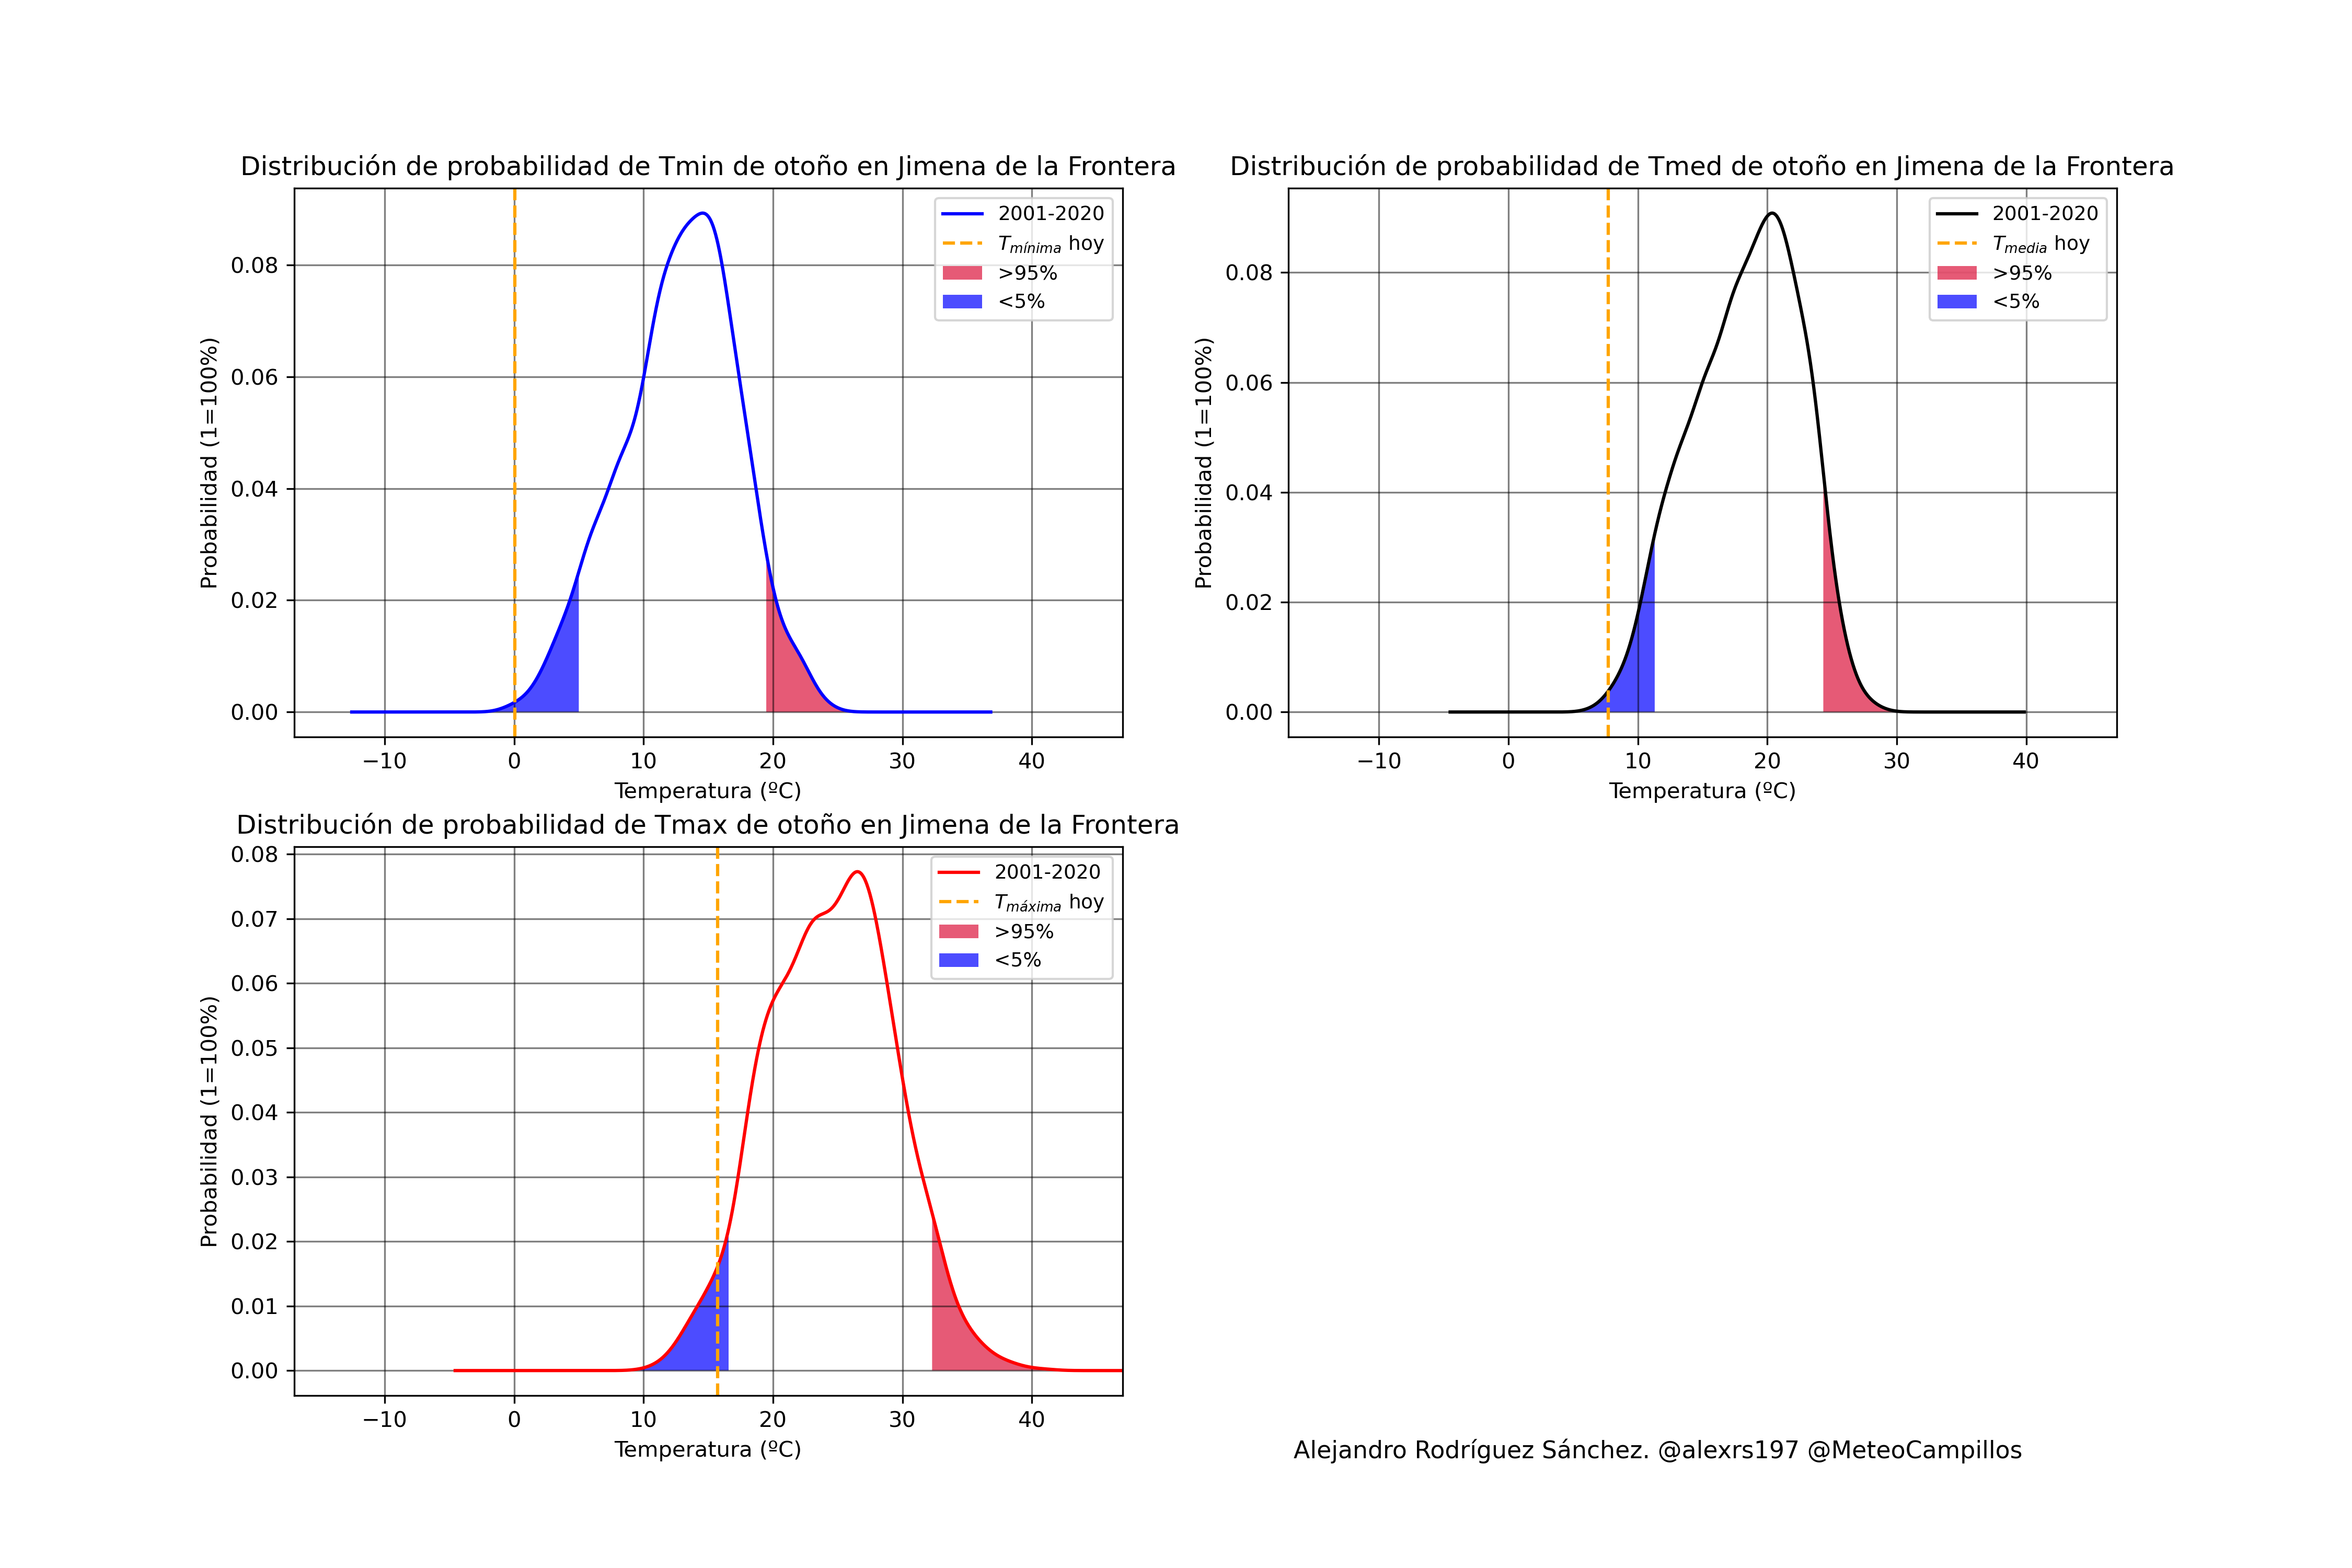 Distribución de probabilidad de Tmin de otoño en Jimena de la Frontera
Probabilidad (1=100%)
0.08
0.06
0.04
0.02
0.00
2001-2020
Tmínima hoy
>95%
<5%
−10 0 10 20 30 40
Temperatura (ºC)
Distribución de probabilidad de Tmed de otoño en Jimena de la Frontera
Probabilidad (1=100%)
0.08
0.06
0.04
0.02
0.00
2001-2020
Tmedia hoy
>95%
<5%
−10 0 10 20 30 40
Temperatura (ºC)
Distribución de probabilidad de Tmax de otoño en Jimena de la Frontera
Probabilidad (1=100%)
0.08
0.07
0.06
0.05
0.04
0.03
0.02
0.01
0.00
2001-2020
Tmáxima hoy
>95%
<5%
−10 0 10 20 30 40
Temperatura (ºC)
Alejandro Rodríguez Sánchez. @alexrs197 @MeteoCampillos